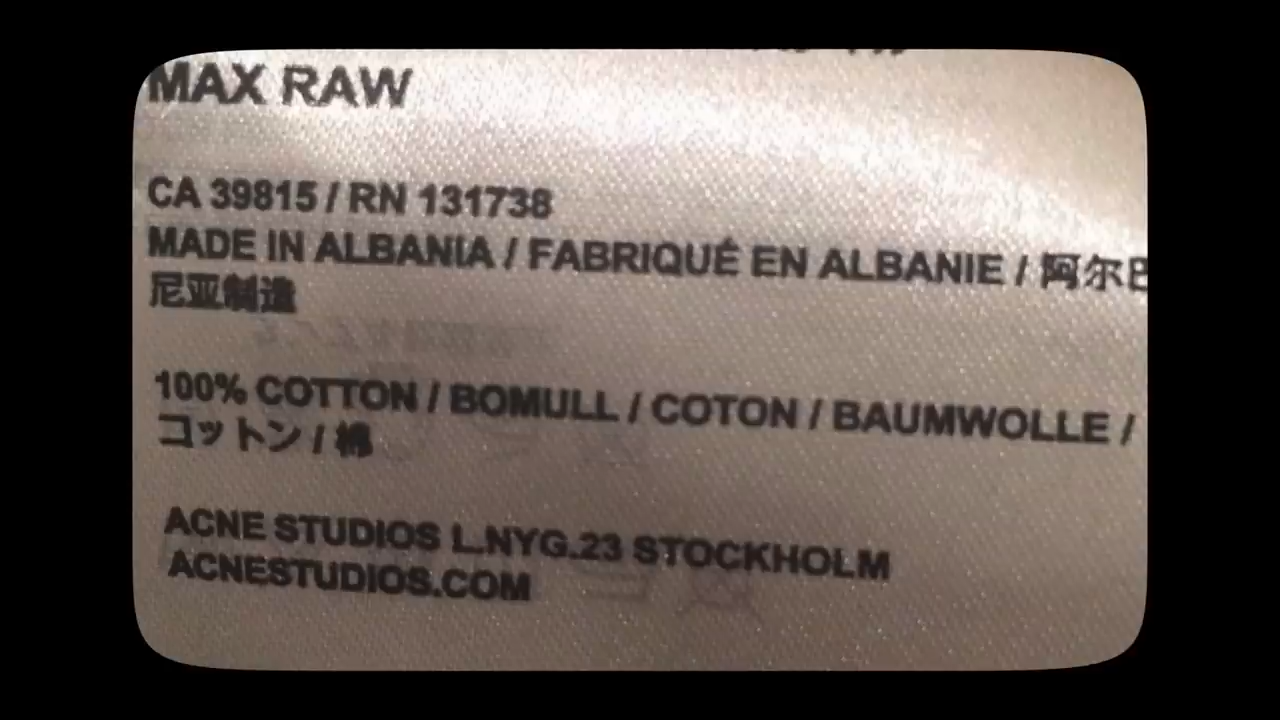 MAX RAW
CA 39815 / RN 131738
MADE IN ALBANIA / FABRIQUÉ EN ALBANIE / 阿尔巴
尼亚制造
100% COTTON / BOMULL / COTON / BAUMWOLLE /
コットン / 棉
ACNE STUDIOS L.NYG.23 STOCKHOLM
ACNESTUDIOS.COM